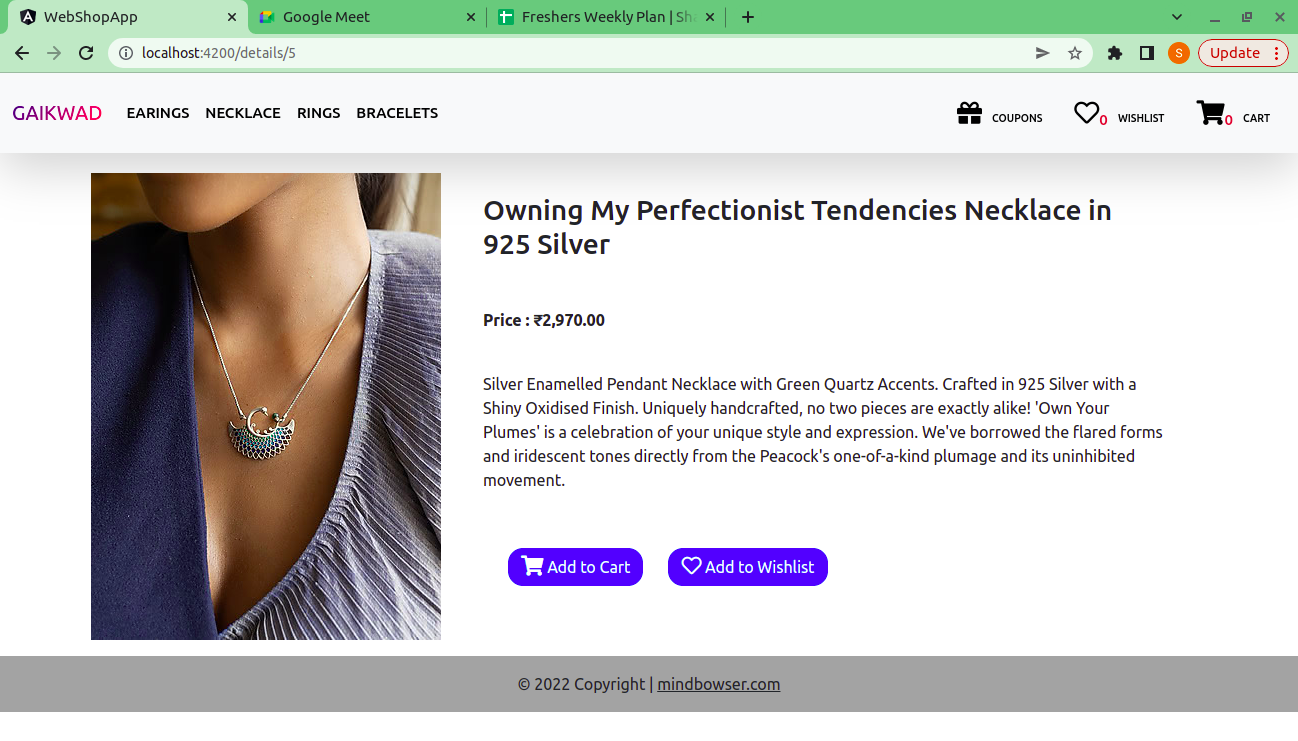 WebShopApp
Google Meet
Freshers Weekly Plan | Sha
localhost:4200/details/5
S
Update
GAIKWAD
EARINGS NECKLACE RINGS BRACELETS
COUPONS
0 WISHLIST
0 CART
Owning My Perfectionist Tendencies Necklace in
925 Silver
Price : ₹2,970.00
Silver Enamelled Pendant Necklace with Green Quartz Accents. Crafted in 925 Silver with a
Shiny Oxidised Finish. Uniquely handcrafted, no two pieces are exactly alike! 'Own Your
Plumes' is a celebration of your unique style and expression. We've borrowed the flared forms
and iridescent tones directly from the Peacock's one-of-a-kind plumage and its uninhibited
movement.
Add to Cart
Add to Wishlist
© 2022 Copyright | mindbowser.com